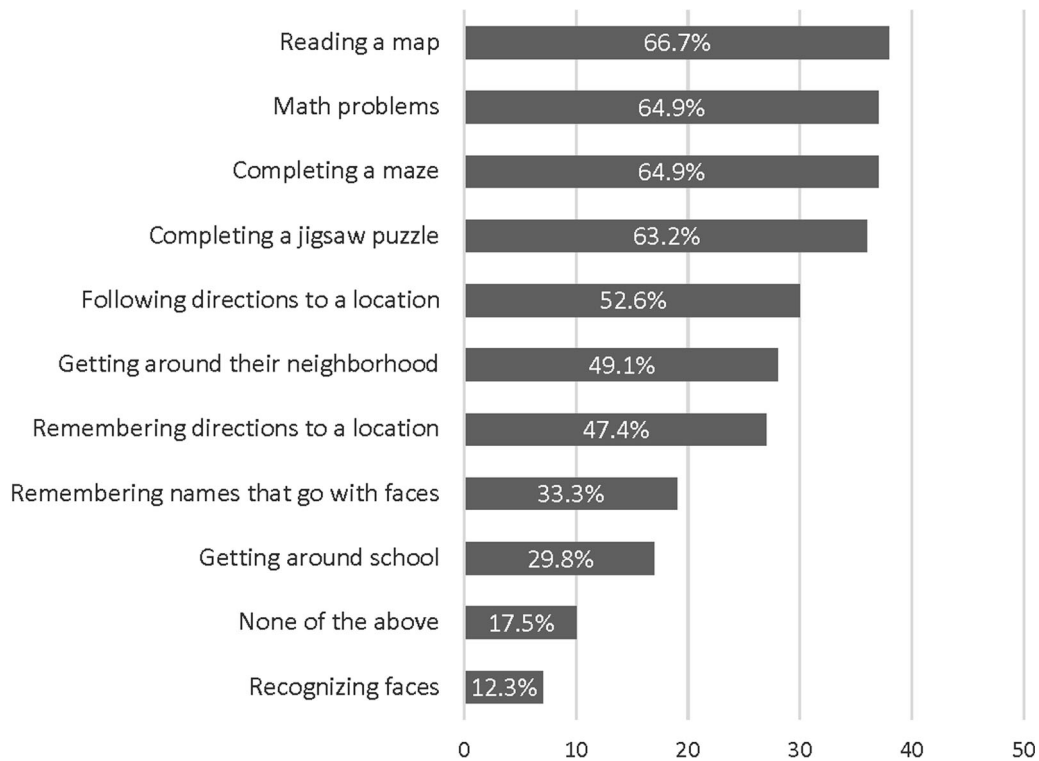 Reading a map 66.7%
Math problems 64.9%
Completing a maze 64.9%
Completing a jigsaw puzzle 63.2%
Following directions to a location 52.6%
Getting around their neighborhood 49.1%
Remembering directions to a location 47.4%
Remembering names that go with faces 33.3%
Getting around school 29.8%
None of the above 17.5%
Recognizing faces 12.3%
0 10 20 30 40 50